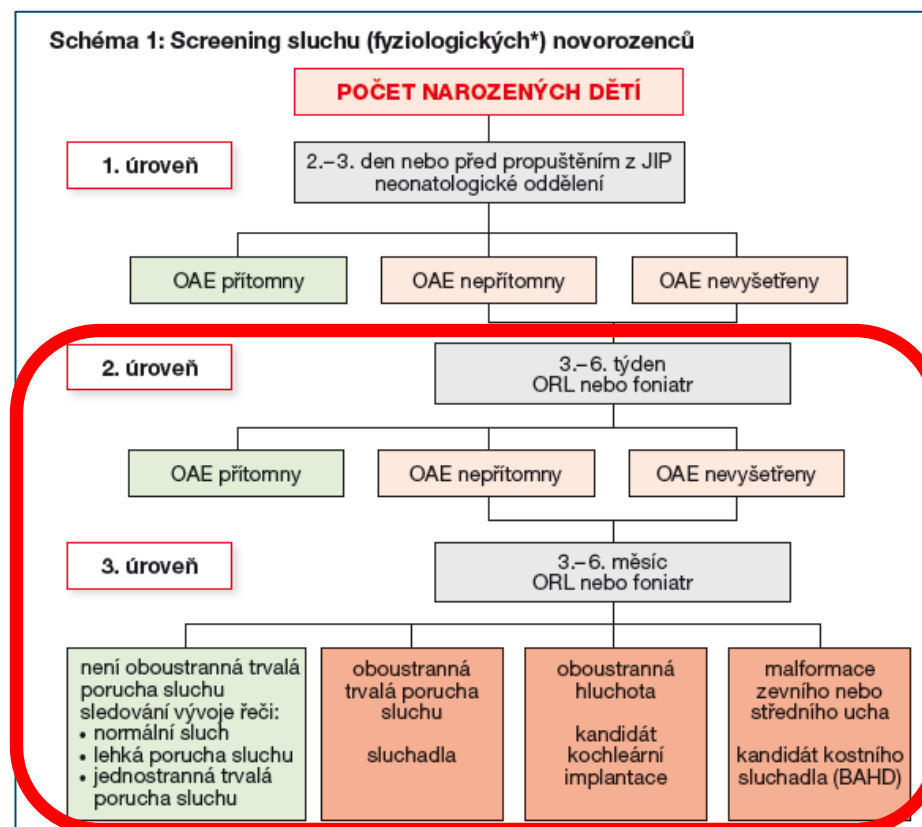 Schéma 1: Screening sluchu (fyziologických*) novorozenců
POČET NAROZENÝCH DĚTÍ
1. úroveň
2.–3. den nebo před propuštěním z JIP
neonatologické oddělení
OAE přítomny
OAE nepřítomny
OAE nevyšetřeny
2. úroveň
3.–6. týden
ORL nebo foniatr
OAE přítomny
OAE nepřítomny
OAE nevyšetřeny
3. úroveň
3.–6. měsíc
ORL nebo foniatr
není oboustranná trvalá
porucha sluchu
sledování vývoje řeči:
• normální sluch
• lehká porucha sluchu
• jednostranná trvalá
porucha sluchu
oboustranná
trvalá porucha
sluchu
sluchadla
oboustranná
hluchota
kandidát
kochleární
implantace
malformace
zevního nebo
středního ucha
kandidát kostního
sluchadla (BAHD)